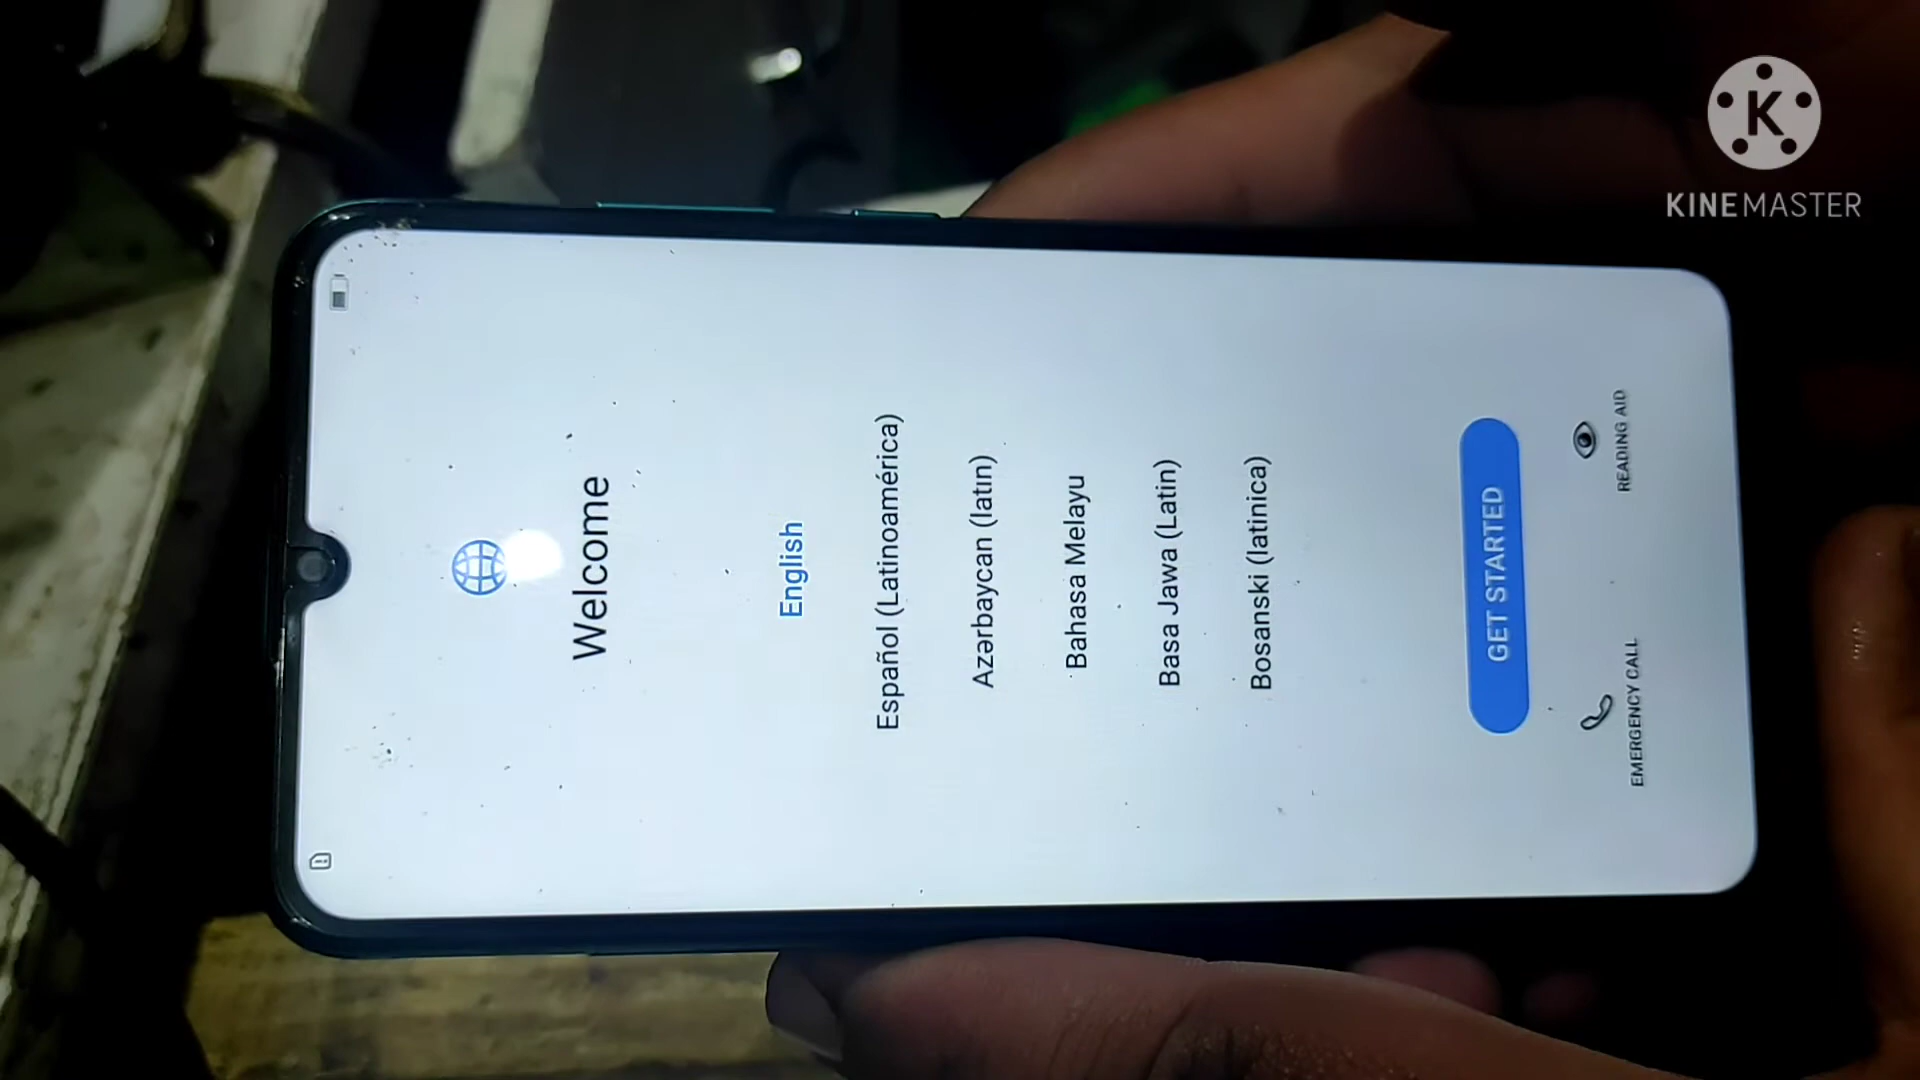 Welcome
English
Español (Latinoamérica)
Azərbaycan (latın)
Bahasa Melayu
Basa Jawa (Latin)
Bosanski (latinica)
GET STARTED
EMERGENCY CALL
READING AID
K
KINEMASTER